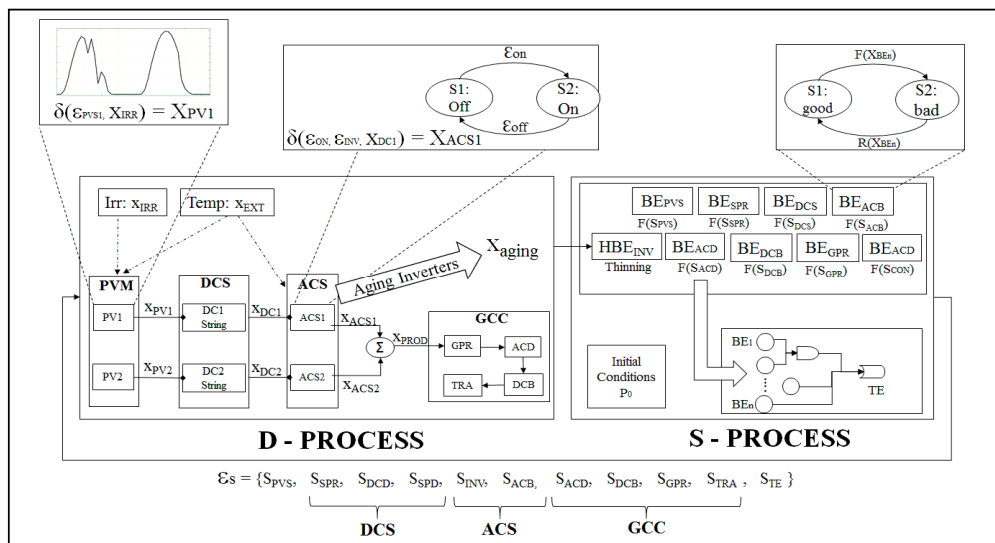 δ(εPVS1, XIRR) = XPV1
εon
S1:
Off
S2:
On
εoff
δ(εON, εINV, XDC1) = XACS1
F(XBEn)
S1:
good
S2:
bad
R(XBEn)
Irr: xIRR
Temp: xEXT
Aging Inverters
Xaging
PVM
DCS
ACS
PV1
xPV1
DC1
String
xDC1
ACS1
xACS1
Σ
xPROD
PV2
xPV2
DC2
String
xDC2
ACS2
xACS2
GCC
GPR
ACD
TRA
DCB
D - PROCESS
BEPVS
BESPR
BEDCS
BEACB
F(SPVS)
F(SSPR)
F(SDCS)
F(SACB)
HBEINV
BEACD
BEDCB
BEGPR
BEACD
Thinning
F(SACD)
F(SDCB)
F(SGPR)
F(SCON)
Initial
Conditions
P0
BE1
BEn
TE
S - PROCESS
εs = {SPVS, SSPR, SDCD, SSPD, SINV, SACB, SACD, SDCB, SGPR, STRA, STE }
DCS
ACS
GCC